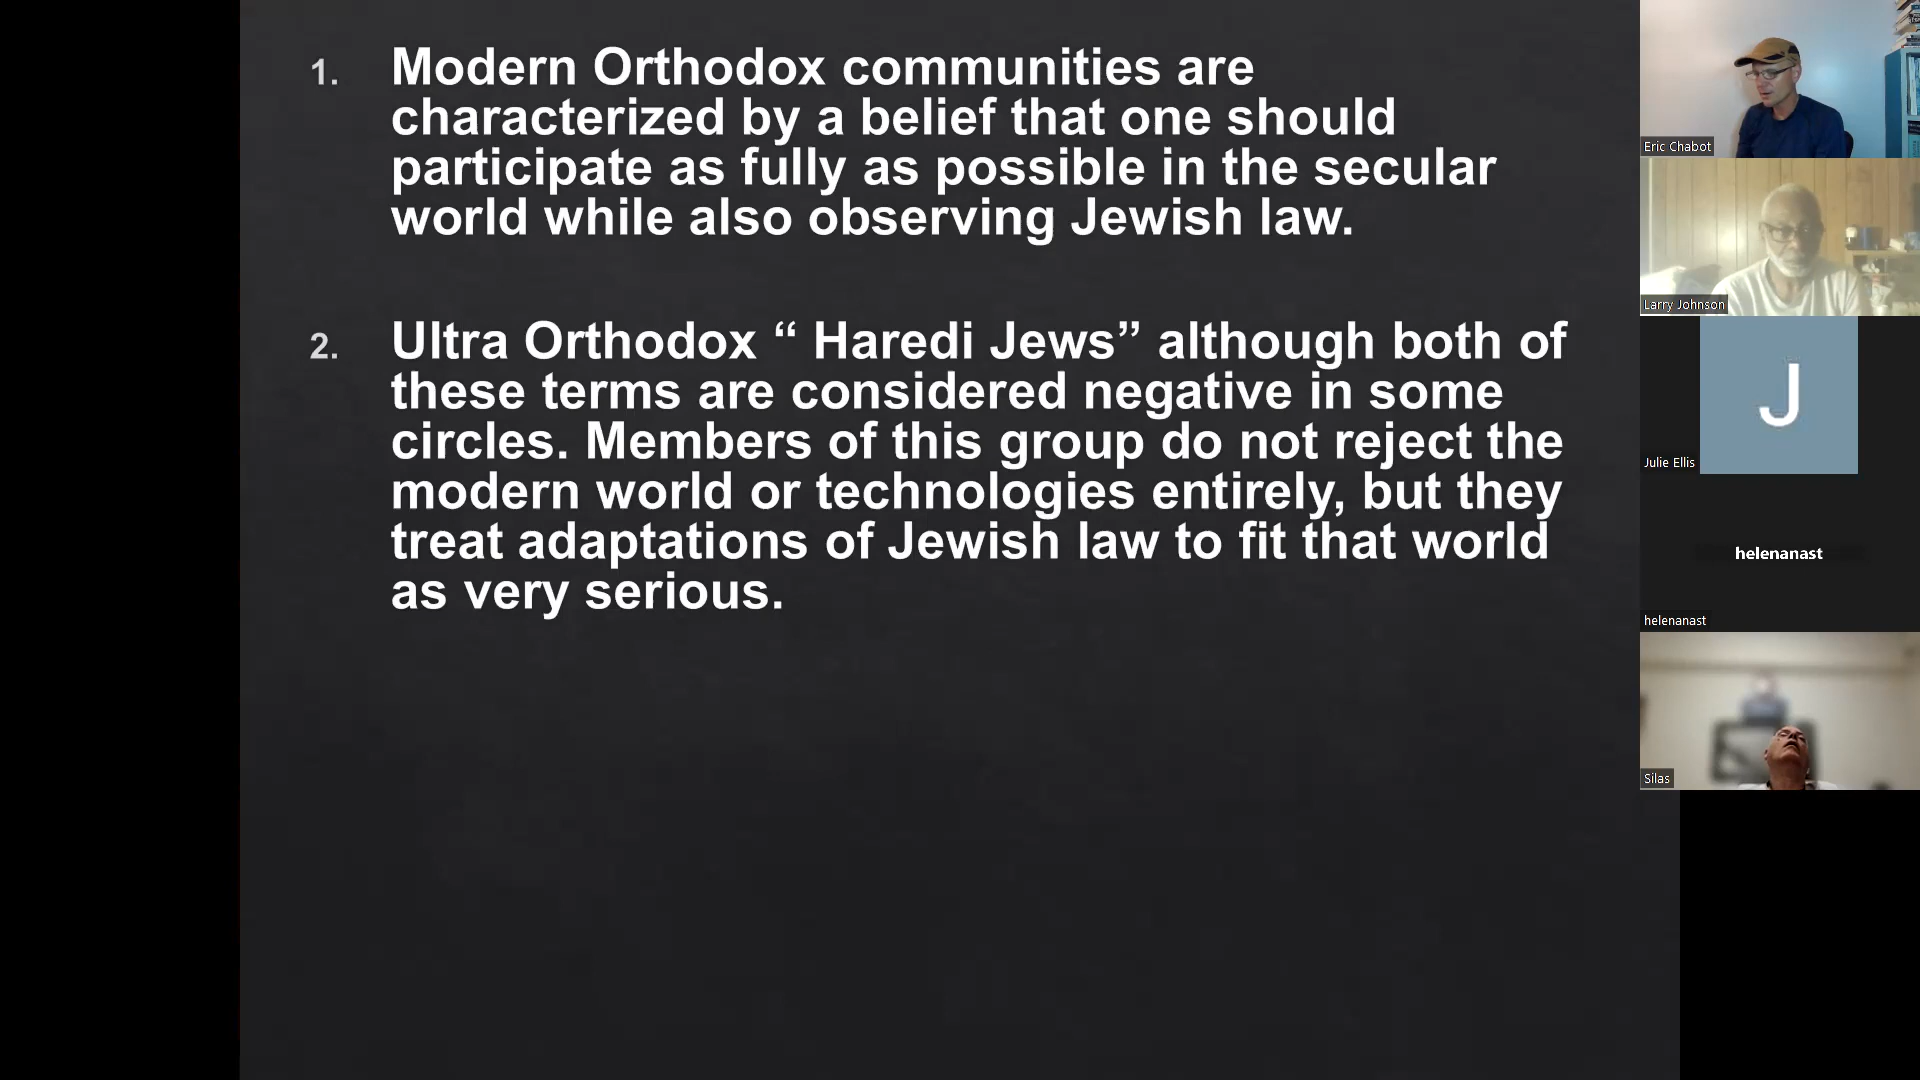 1. Modern Orthodox communities are
characterized by a belief that one should
participate as fully as possible in the secular
world while also observing Jewish law.
2. Ultra Orthodox “ Haredi Jews” although both of
these terms are considered negative in some
circles. Members of this group do not reject the
modern world or technologies entirely, but they
treat adaptations of Jewish law to fit that world
as very serious.
Eric Chabot
Larry Johnson
J
Julie Ellis
helenanast
helenanast
Silas